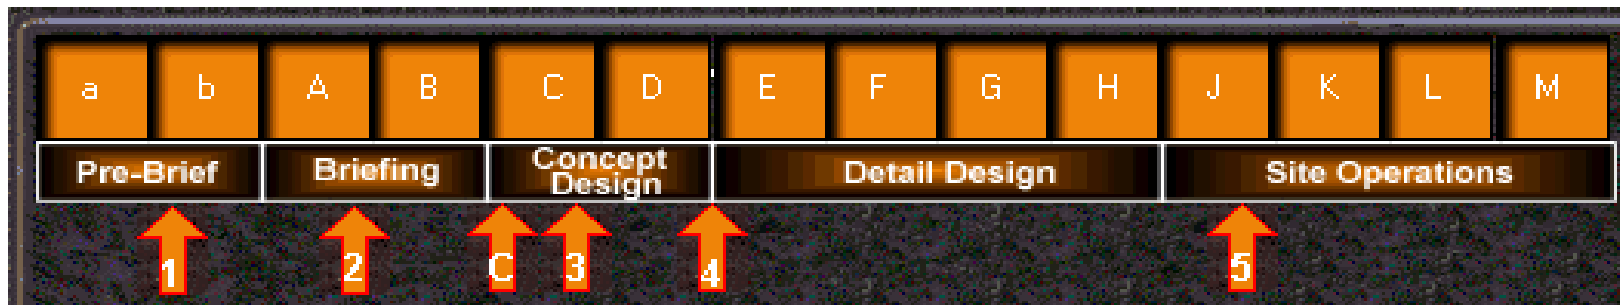 a b A B C D E F G H J K L M
Pre-Brief Briefing Concept Design Detail Design Site Operations
1 2 C 3 4 5